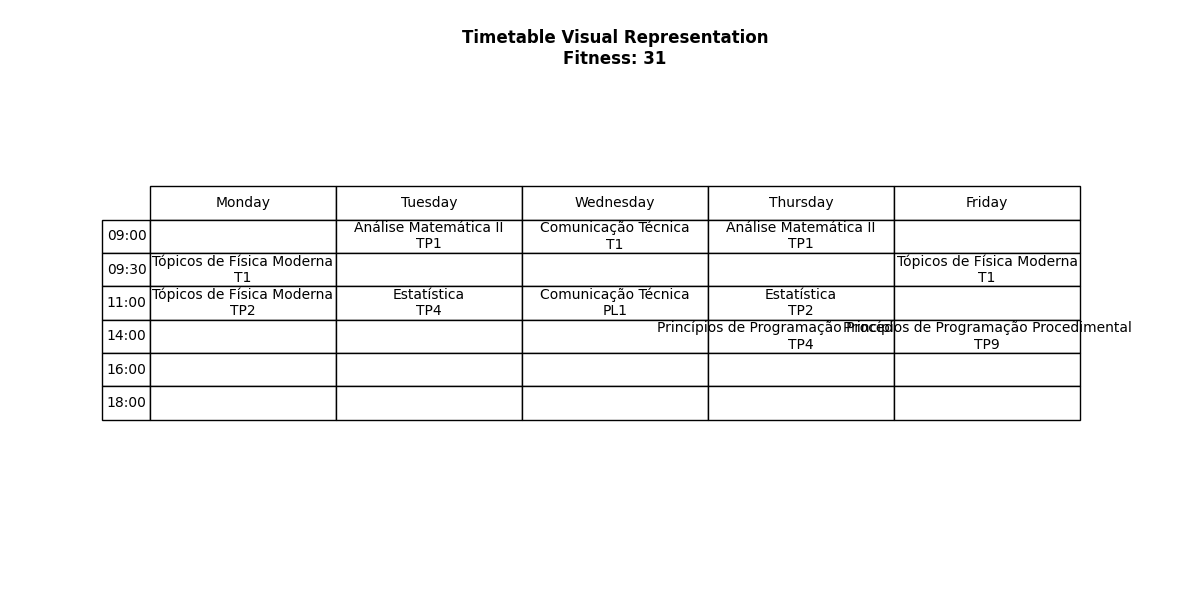 Timetable Visual Representation
Fitness: 31
Monday Tuesday Wednesday Thursday Friday
09:00
Análise Matemática II
TP1
Comunicação Técnica
T1
Análise Matemática II
TP1
09:30
Tópicos de Física Moderna
T1
Tópicos de Física Moderna
T1
11:00
Tópicos de Física Moderna
TP2
Estatística
TP4
Comunicação Técnica
PL1
Estatística
TP2
14:00
Princípios de Programação
TP4
Princípios de Programação Procedimental
TP9
16:00
18:00